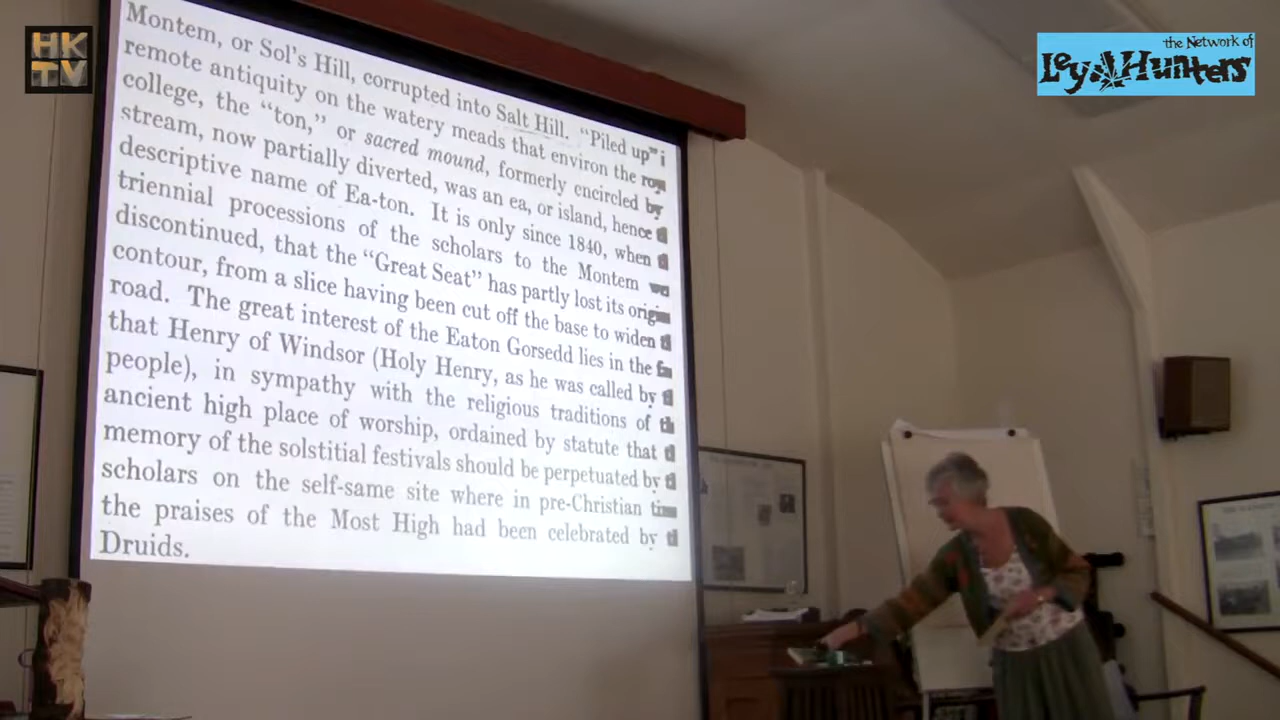 HK
TV
the Network of
Ley Hunters
Montem, or Sol's Hill, corrupted into Salt Hill. "Piled up" i
remote antiquity on the watery meads that environ the
college, the "ton," or sacred mound, formerly encircled by
stream, now partially diverted, was an ea, or island, hence
descriptive name of Ea-ton. It is only since 1840, when
triennial processions of the scholars to the Montem
discontinued, that the "Great Seat" has partly lost its
contour, from a slice having been cut off the base to widen
road. The great interest of the Eaton Gorsedd lies in the
that Henry of Windsor (Holy Henry, as he was called by
people), in sympathy with the religious traditions of
ancient high place of worship, ordained by statute that
memory of the solstitial festivals should be perpetuated by
scholars on the self-same site where in pre-Christian
the praises of the Most High had been celebrated by
Druids.